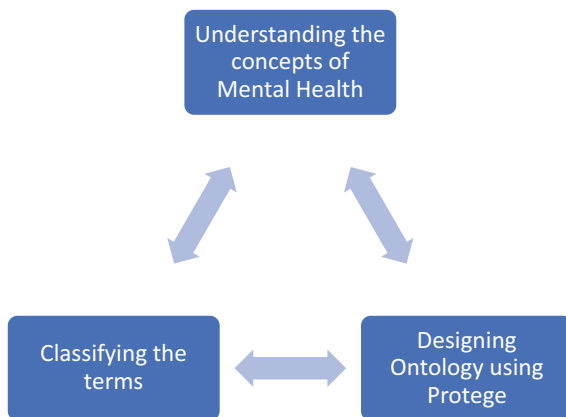 Understanding the
concepts of
Mental Health
Classifying the
terms
Designing
Ontology using
Protege